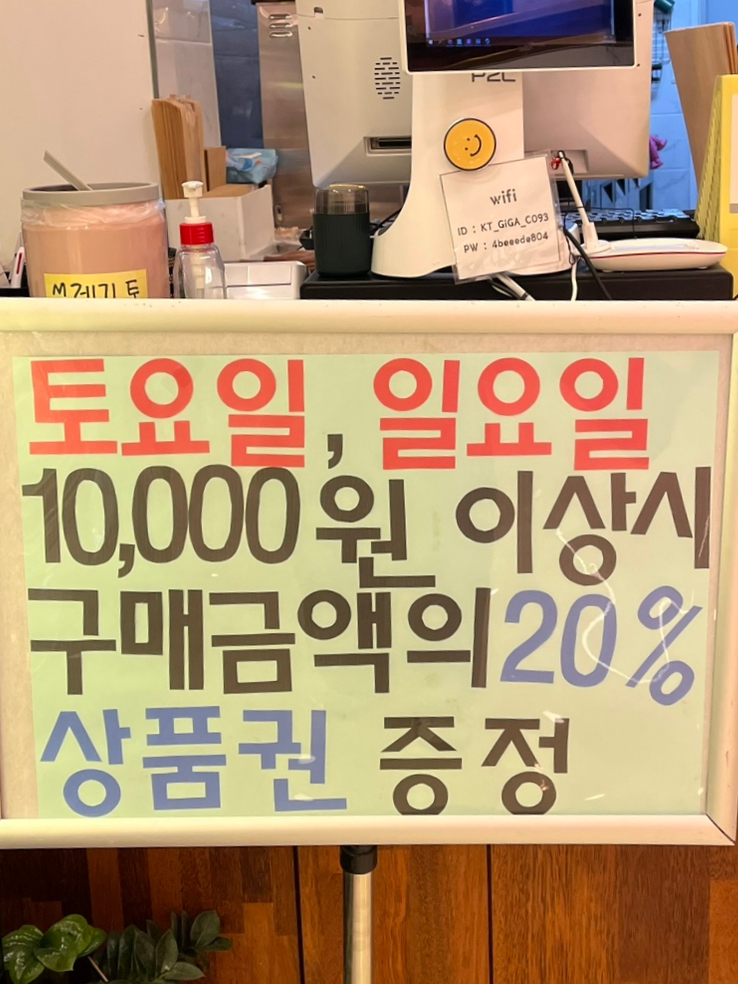 wifi
ID : KT_GiGA_C093
PW : 4beeede804
토요일, 일요일
10,000원 이상시
구매금액의 20%
상품권 증정